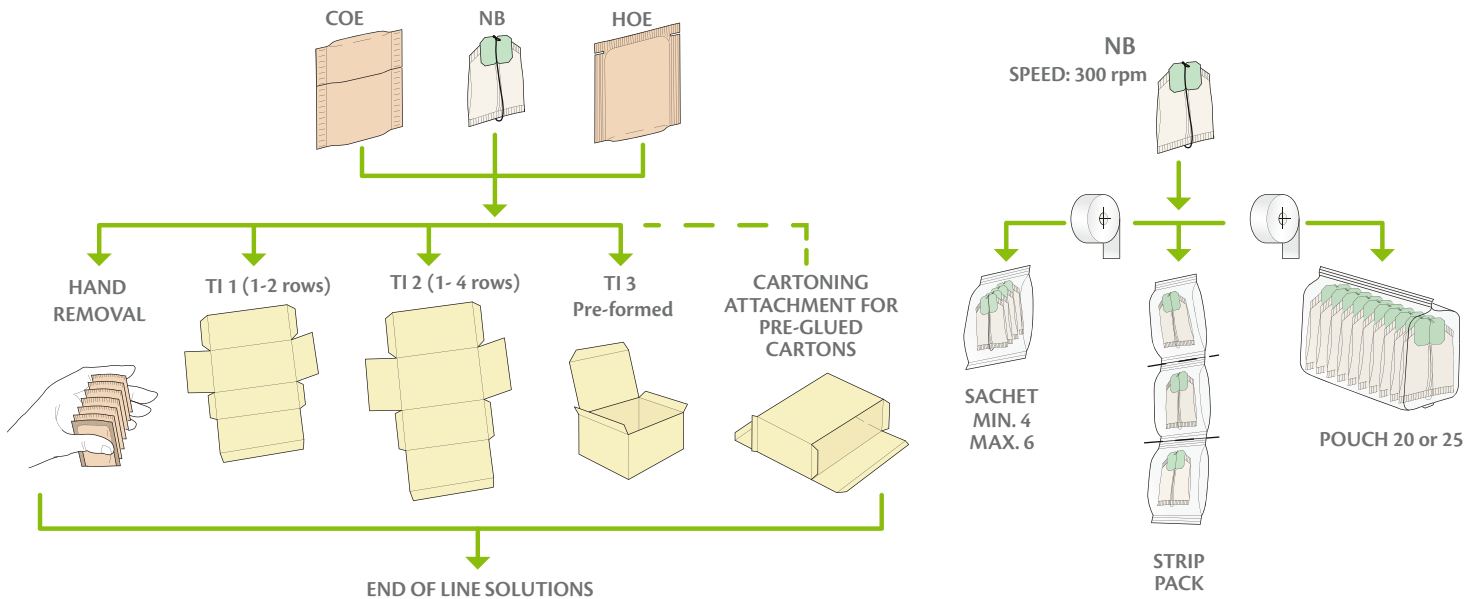 COE
NB
HOE
HAND
REMOVAL
TI 1 (1-2 rows)
TI 2 (1- 4 rows)
TI 3
Pre-formed
CARTONING
ATTACHMENT FOR
PRE-GLUED
CARTONS
END OF LINE SOLUTIONS
NB
SPEED: 300 rpm
SACHET
MIN. 4
MAX. 6
STRIP
PACK
POUCH 20 or 25